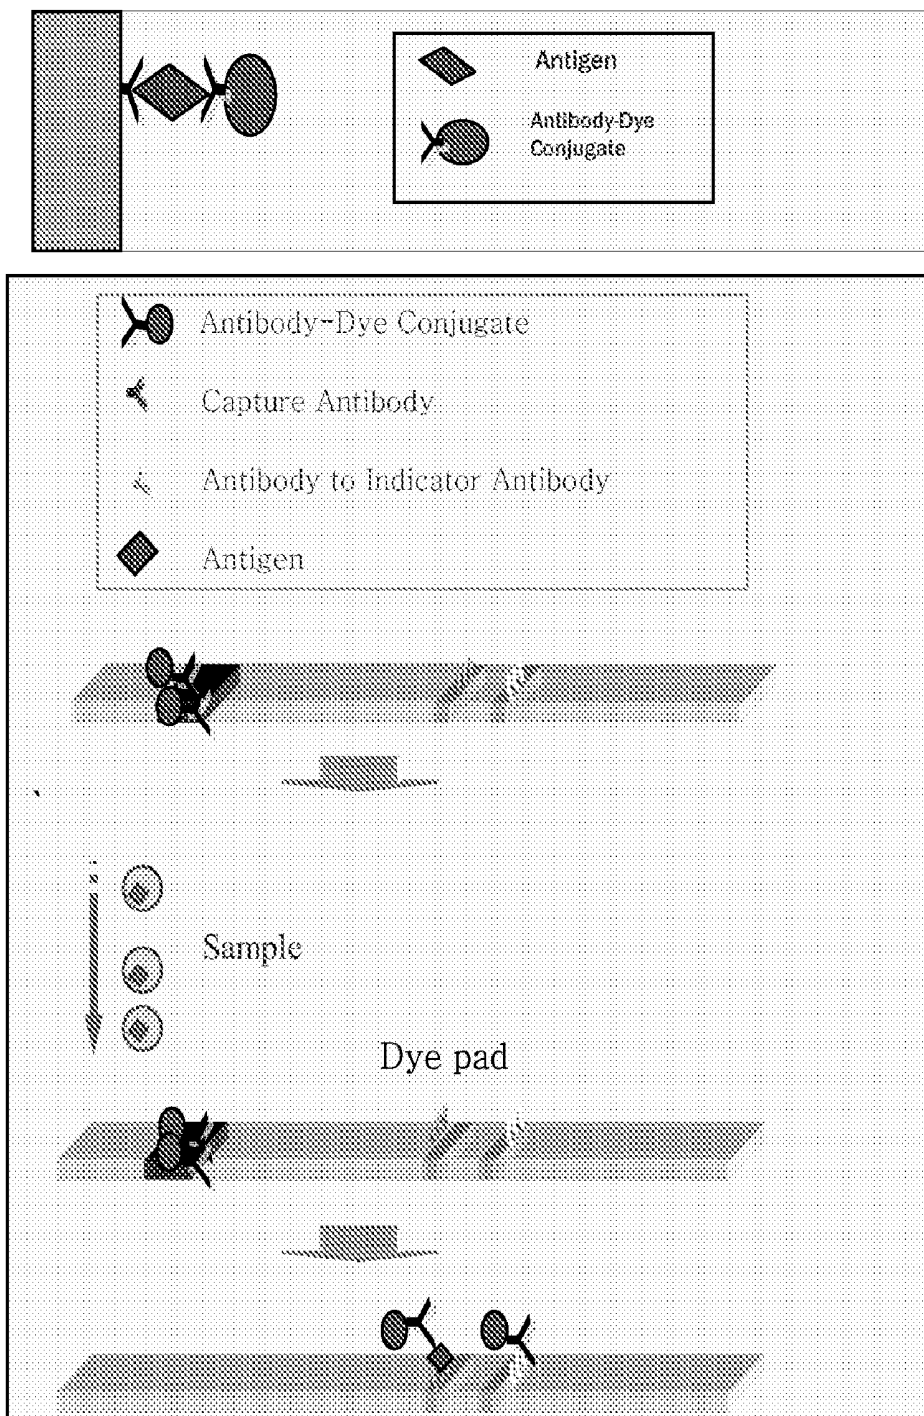 Antigen
Antibody-Dye
Conjugate
Antibody-Dye Conjugate
Capture Antibody
Antibody to Indicator Antibody
Antigen
Sample
Dye pad